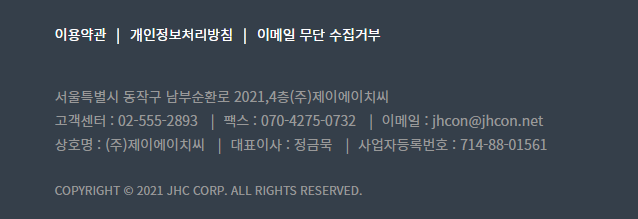 이용약관 | 개인정보처리방침 | 이메일 무단 수집거부
서울특별시 동작구 남부순환로 2021,4층(주)제이에이치씨
고객센터 : 02-555-2893 | 팩스 : 070-4275-0732 | 이메일 : jhcon@jhcon.net
상호명 : (주)제이에이치씨 | 대표이사 : 정금묵 | 사업자등록번호 : 714-88-01561
COPYRIGHT © 2021 JHC CORP. ALL RIGHTS RESERVED.